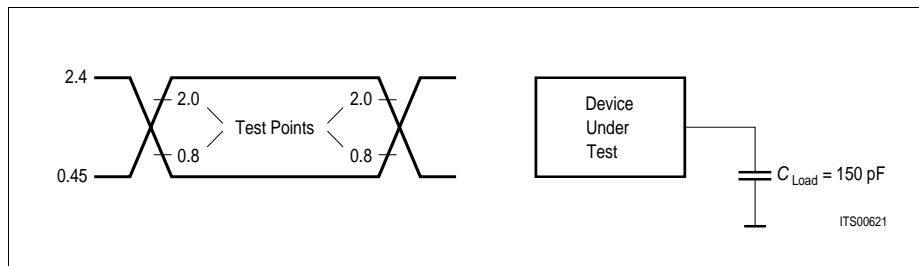 2.4
2.0
2.0
Test Points
0.8
0.8
0.45
Device
Under
Test
C Load = 150 pF
ITS00621